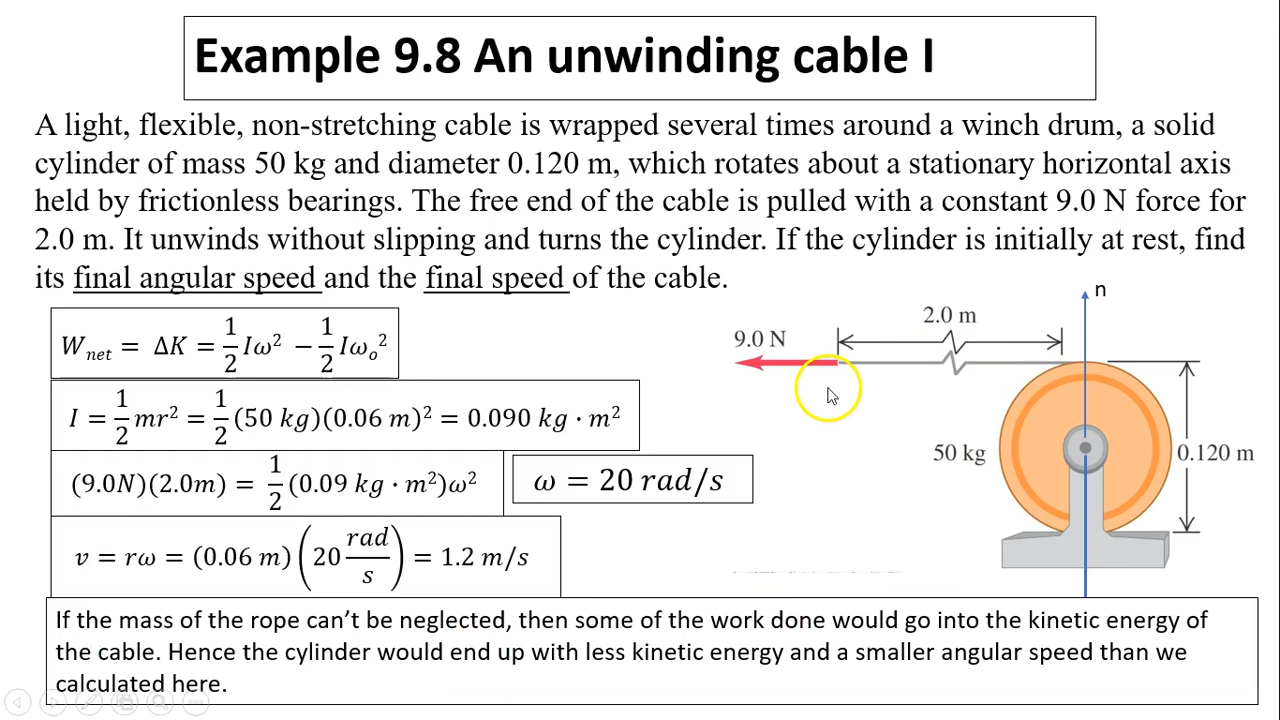 Example 9.8 An unwinding cable I
A light, flexible, non-stretching cable is wrapped several times around a winch drum, a solid
cylinder of mass 50 kg and diameter 0.120 m, which rotates about a stationary horizontal axis
held by frictionless bearings. The free end of the cable is pulled with a constant 9.0 N force for
2.0 m. It unwinds without slipping and turns the cylinder. If the cylinder is initially at rest, find
its final angular speed and the final speed of the cable.
W_net = ΔK = 1/2 Iω² − 1/2 Iω_o²
I = 1/2 mr² = 1/2 (50 kg)(0.06 m)² = 0.090 kg · m²
(9.0N)(2.0m) = 1/2 (0.09 kg · m²)ω²
ω = 20 rad/s
v = rω = (0.06 m) (20 rad/s) = 1.2 m/s
n
2.0 m
9.0 N
50 kg
0.120 m
If the mass of the rope can’t be neglected, then some of the work done would go into the kinetic energy of
the cable. Hence the cylinder would end up with less kinetic energy and a smaller angular speed than we
calculated here.